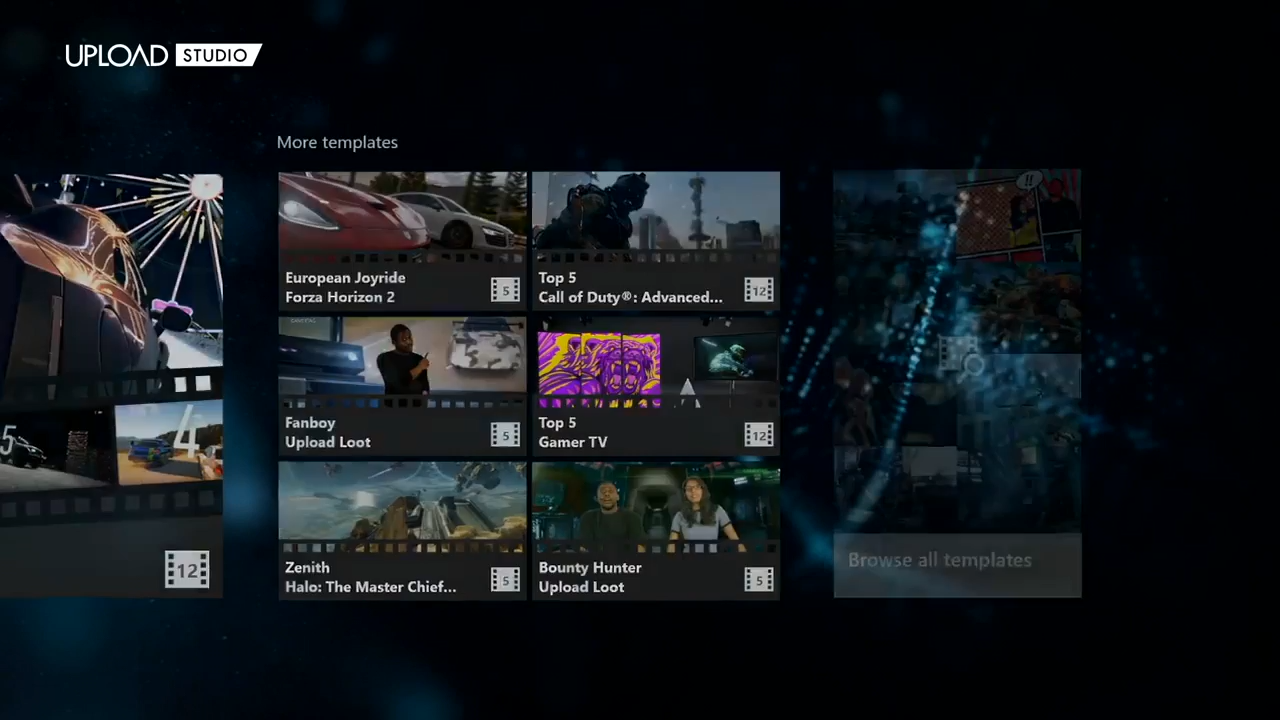 UPLOAD STUDIO
More templates
European Joyride
Forza Horizon 2
5
Top 5
Call of Duty®: Advanced...
12
Fanboy
Upload Loot
5
Top 5
Gamer TV
12
Zenith
Halo: The Master Chief...
5
Bounty Hunter
Upload Loot
5
5
4
12
!!
Browse all templates